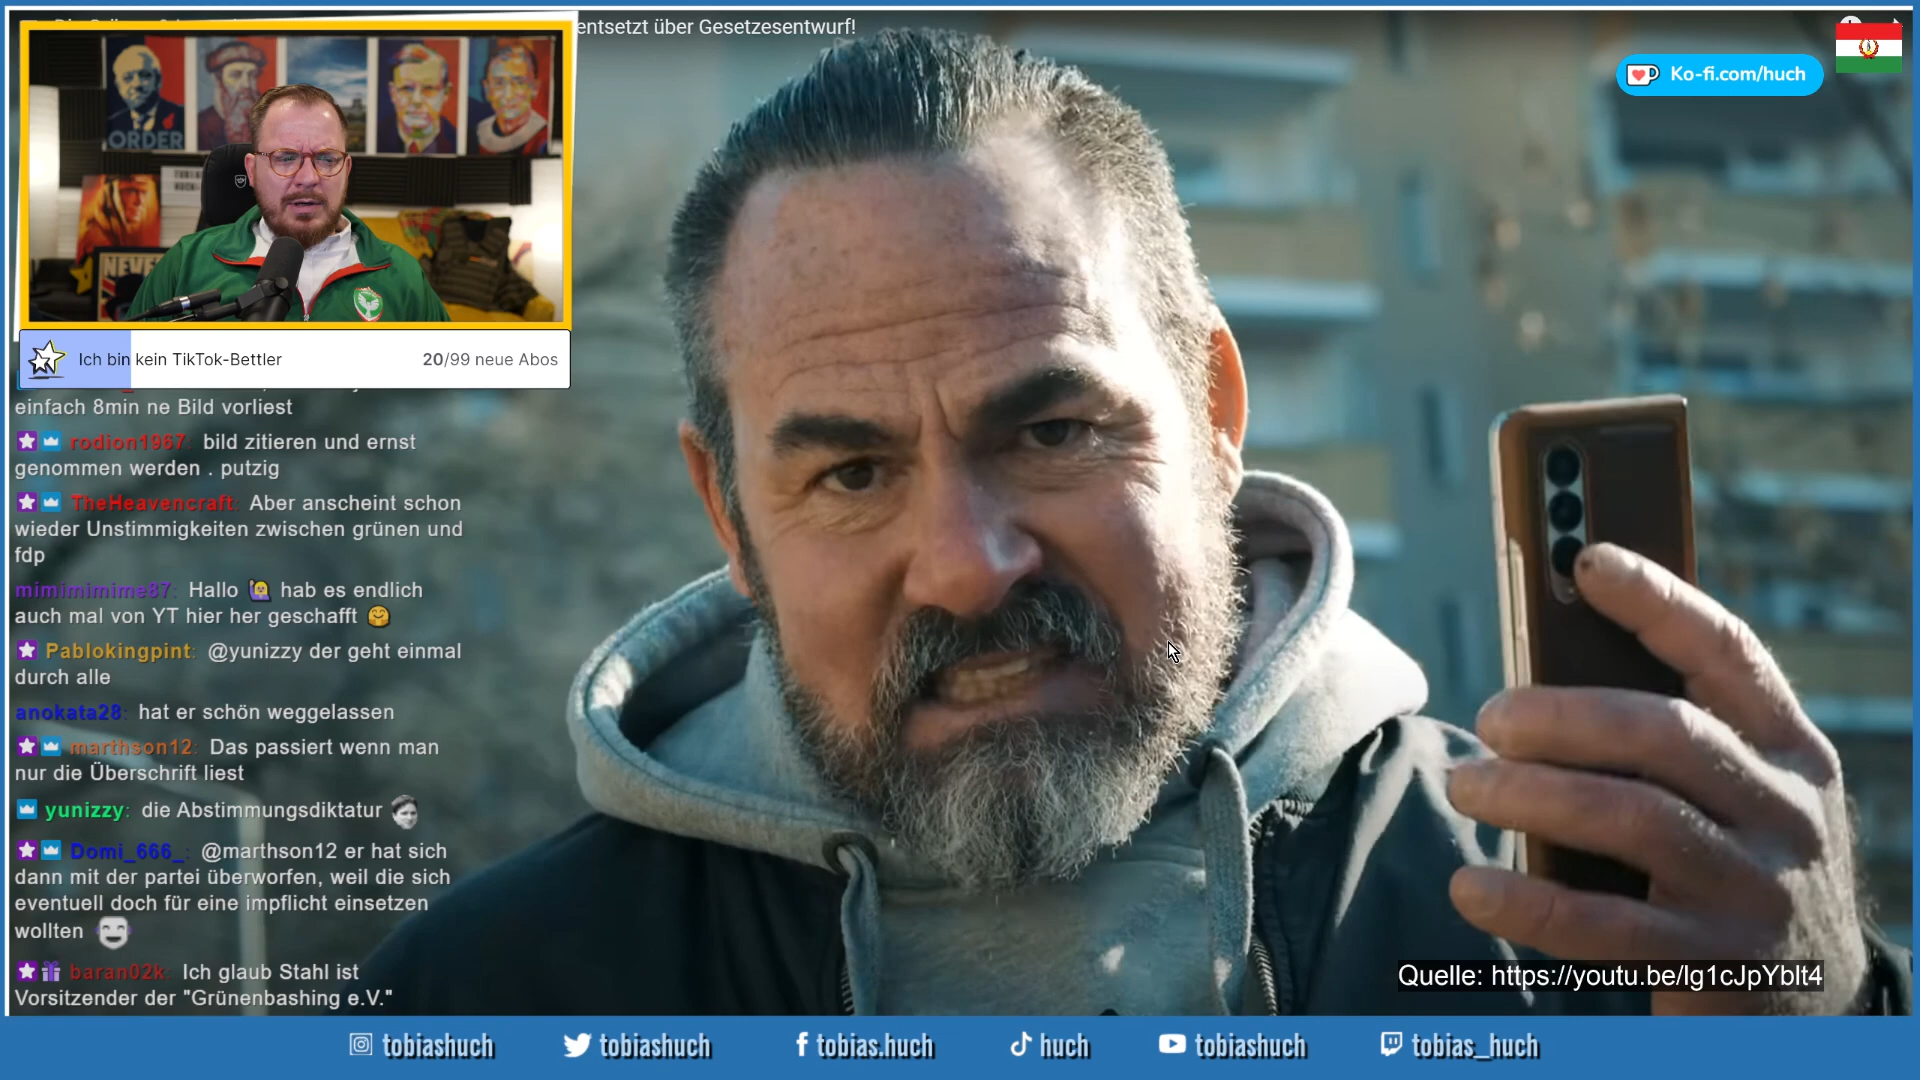 entsetzt über Gesetzesentwurf!
Ko-fi.com/huch
ORDER
NEVE
Ich bin kein TikTok-Bettler
20/99 neue Abos
einfach 8min ne Bild vorliest
rodion1967: bild zitieren und ernst
genommen werden . putzig
TheHeavencraft: Aber anscheint schon
wieder Unstimmigkeiten zwischen grünen und
fdp
mimimimime87: Hallo 🙋‍♀️ hab es endlich
auch mal von YT hier her geschafft 🤗
Pablokingpint: @yunizzy der geht einmal
durch alle
anokata28: hat er schön weggelassen
marthson12: Das passiert wenn man
nur die Überschrift liest
yunizzy: die Abstimmungsdiktatur
Domi_666_: @marthson12 er hat sich
dann mit der partei überworfen, weil die sich
eventuell doch für eine impflicht einsetzen
wollten
baran02k: Ich glaub Stahl ist
Vorsitzender der "Grünenbashing e.V."
Quelle: https://youtu.be/Ig1cJpYbIt4
tobiashuch
tobiashuch
tobias.huch
huch
tobiashuch
tobias_huch